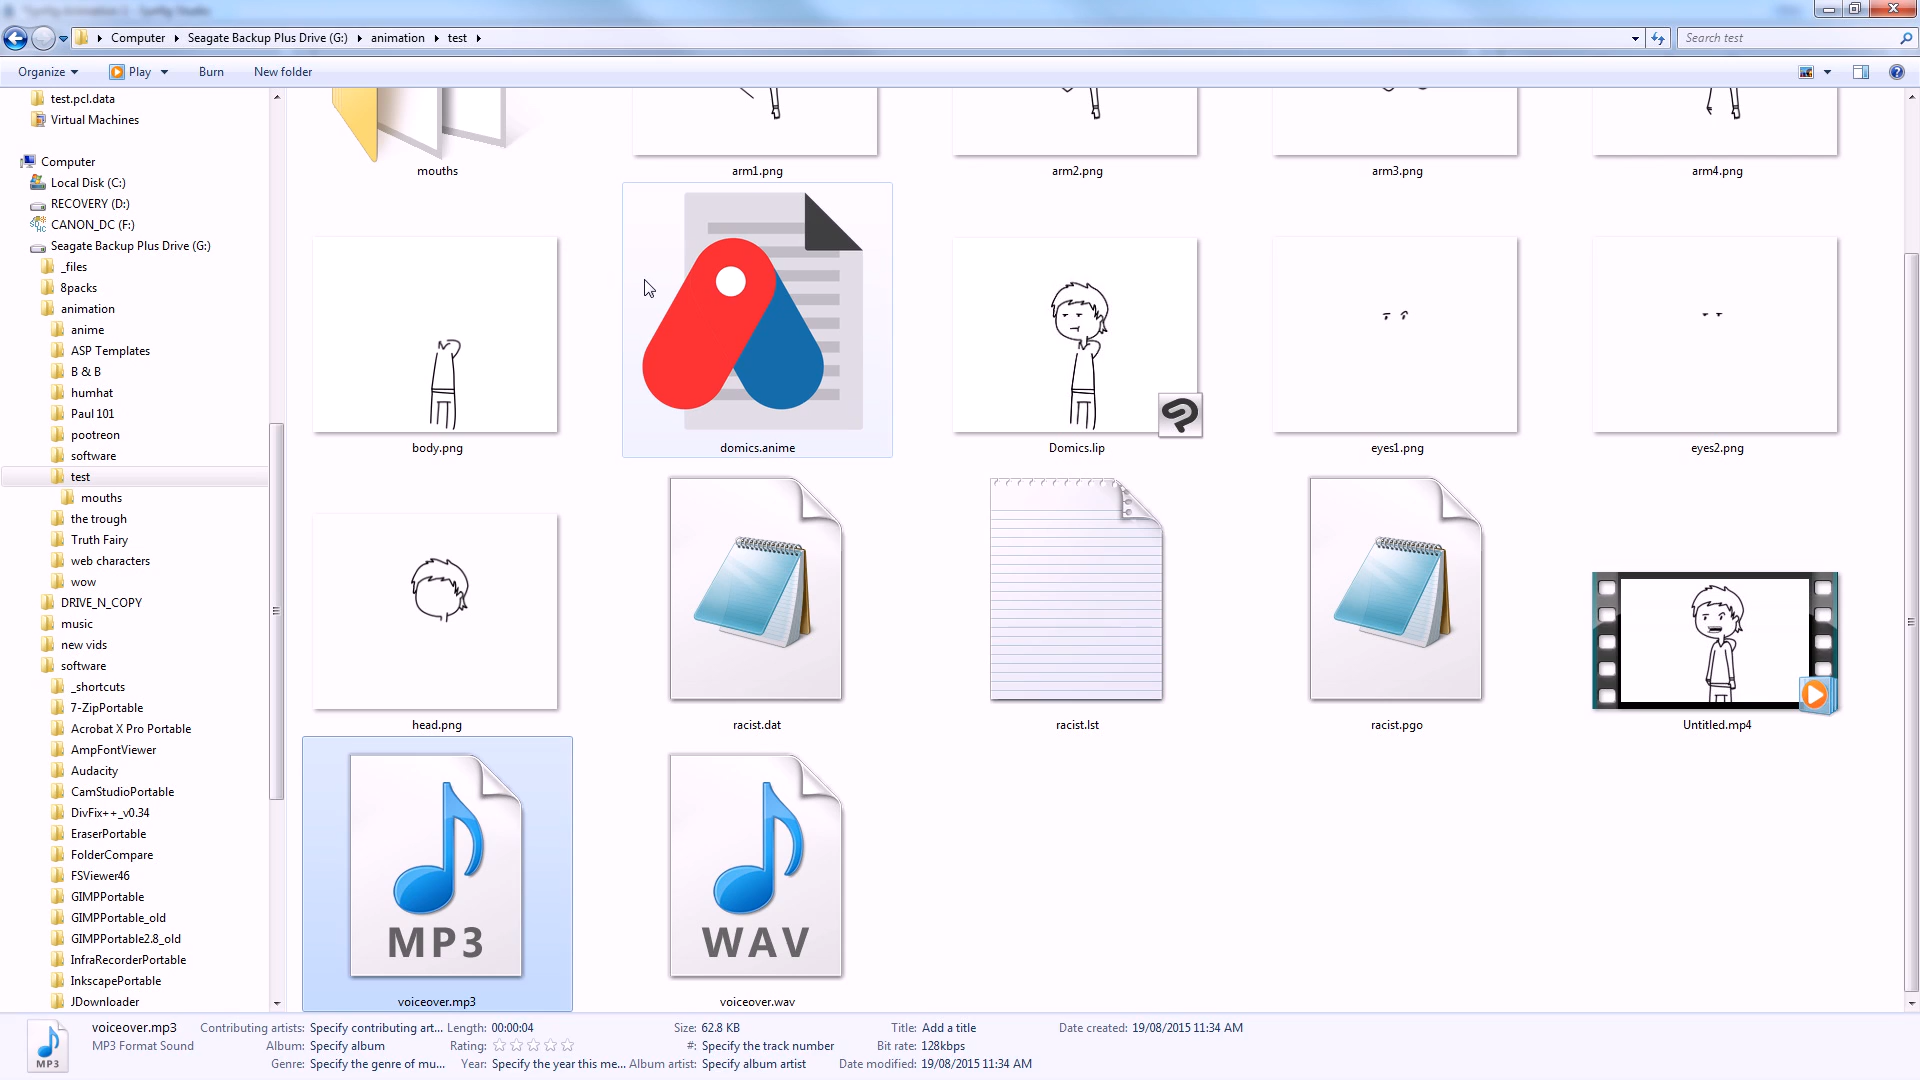 Computer
Seagate Backup Plus Drive (G:)
animation
test
Search test
Organize
Play
Burn
New folder
test.pcl.data
Virtual Machines
Computer
Local Disk (C:)
RECOVERY (D:)
CANON_DC (F:)
Seagate Backup Plus Drive (G:)
_files
8packs
animation
anime
ASP Templates
B & B
humhat
Paul 101
pootreon
software
test
mouths
the trough
Truth Fairy
web characters
wow
DRIVE_N_COPY
music
new vids
software
_shortcuts
7-ZipPortable
Acrobat X Pro Portable
AmpFontViewer
Audacity
CamStudioPortable
DivFix++_v0.34
EraserPortable
FolderCompare
FSViewer46
GIMPPortable
GIMPPortable_old
GIMPPortable2.8_old
InfraRecorderPortable
InkscapePortable
JDownloader
mouths
arm1.png
arm2.png
arm3.png
arm4.png
body.png
domics.anime
Domics.lip
eyes1.png
eyes2.png
head.png
racist.dat
racist.lst
racist.pgo
Untitled.mp4
MP3
WAV
voiceover.mp3
voiceover.wav
voiceover.mp3 Contributing artists: Specify contributing art... Length: 00:00:04 Size: 62.8 KB Title: Add a title Date created: 19/08/2015 11:34 AM
MP3 Format Sound Album: Specify album Rating: #: Specify the track number Bit rate: 128kbps
MP3 Genre: Specify the genre of mu... Year: Specify the year this me... Album artist: Specify album artist Date modified: 19/08/2015 11:34 AM